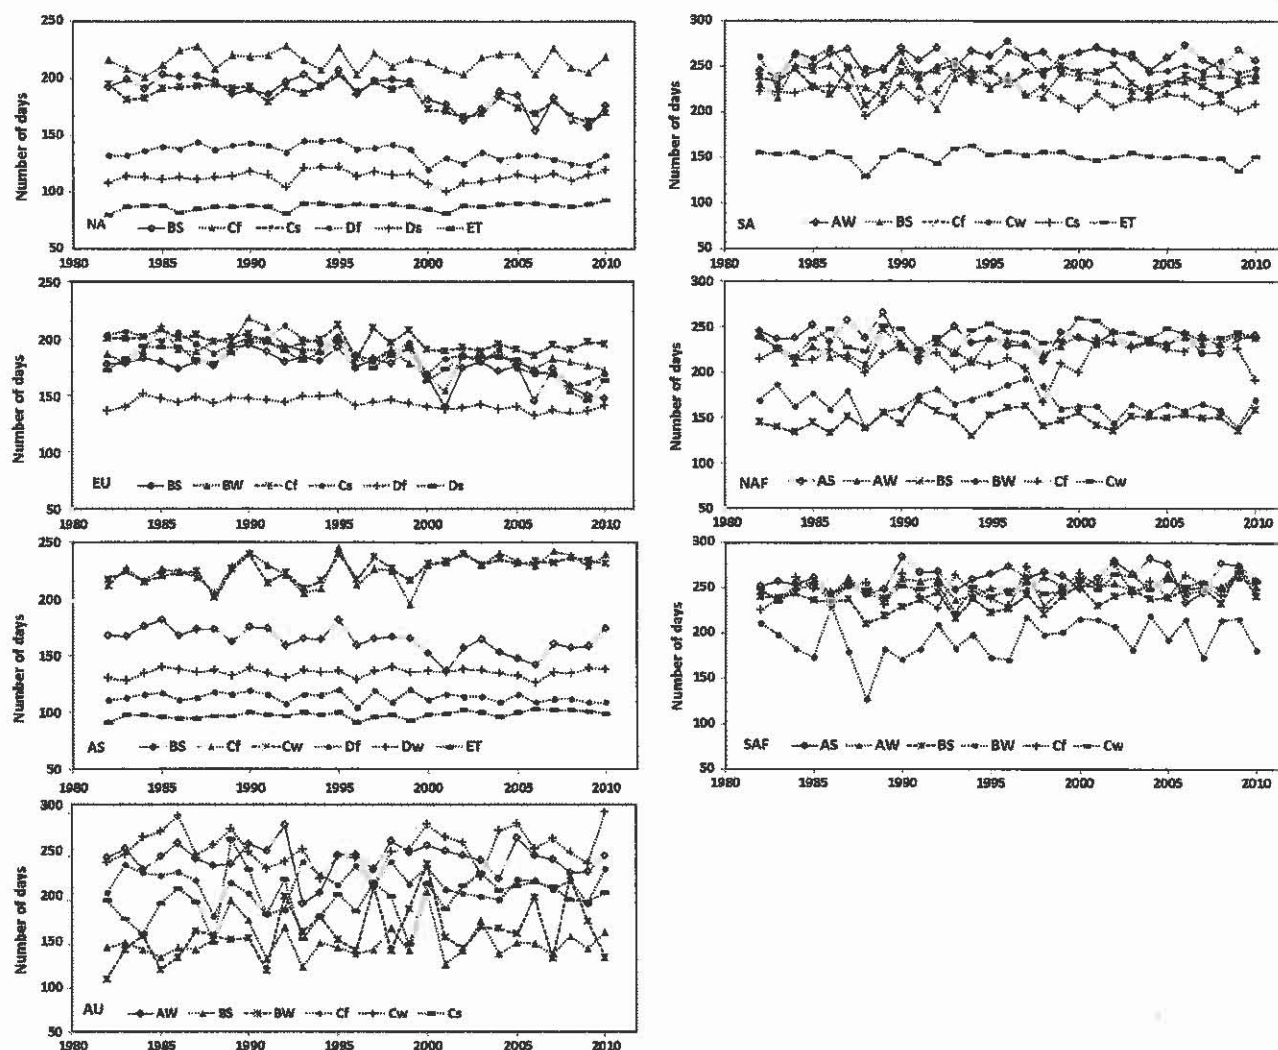 Number of days
250
200
150
100
50
NA BS Cf Cs Df Ds ET
1980 1985 1990 1995 2000 2005 2010
Number of days
250
200
150
100
50
SA AW BS Cf Cw Cs ET
1980 1985 1990 1995 2000 2005 2010
Number of days
250
200
150
100
50
EU BS BW Cf Cs Df Ds
1980 1985 1990 1995 2000 2005 2010
Number of days
300
250
200
150
100
50
NAF AS AW BS BW Cf Cw
1980 1985 1990 1995 2000 2005 2010
Number of days
250
200
150
100
50
AS BS Cf Cw Df Dw ET
1980 1985 1990 1995 2000 2005 2010
Number of days
300
250
200
150
100
50
SAF AS AW BS BW Cf Cw
1980 1985 1990 1995 2000 2005 2010
Number of days
300
250
200
150
100
50
AU AW BS BW Cf Cw Cs
1980 1985 1990 1995 2000 2005 2010